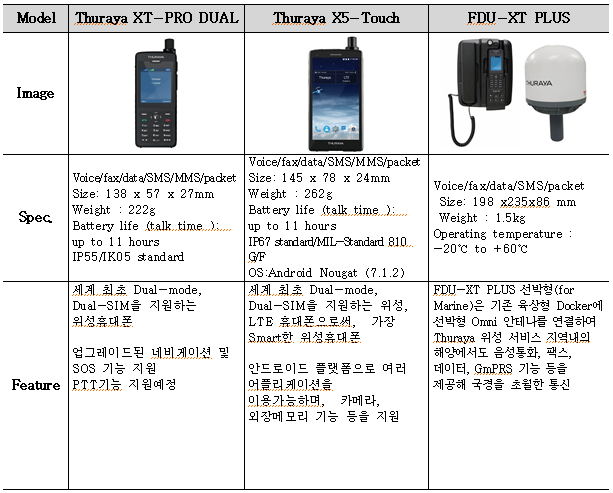 Model
Thuraya XT-PRO DUAL
Thuraya X5-Touch
FDU-XT PLUS
Image
THURAYA
Thuraya
LTE
THURAYA
THURAYA
Spec.
Voice/fax/data/SMS/MMS/packet
Size: 138 x 57 x 27mm
Weight : 222g
Battery life (talk time ):
up to 11 hours
IP55/IK05 standard
Voice/fax/data/SMS/MMS/packet
Size: 145 x 78 x 24mm
Weight : 262g
Battery life (talk time ):
up to 11 hours
IP67 standard/MIL-Standard 810
G/F
OS:Android Nougat (7.1.2)
Voice/fax/data/SMS/packet
Size: 198 x235x86 mm
Weight : 1.5kg
Operating temperature :
-20℃ to +60℃
Feature
세계 최초 Dual-mode,
Dual-SIM을 지원하는
위성휴대폰
업그레이드된 네비게이션 및
SOS 기능 지원
PTT기능 지원예정
세계 최초 Dual-mode,
Dual-SIM을 지원하는 위성,
LTE 휴대폰으로써, 가장
Smart한 위성휴대폰
안드로이드 플랫폼으로 여러
어플리케이션을
이용가능하며, 카메라,
외장메모리 기능 등을 지원
FDU-XT PLUS 선박형(for
Marine)은 기존 육상형 Docker에
선박형 Omni 안테나를 연결하여
Thuraya 위성 서비스 지역내의
해양에서도 음성통화, 팩스,
데이터, GmPRS 기능 등을
제공해 국경을 초월한 통신